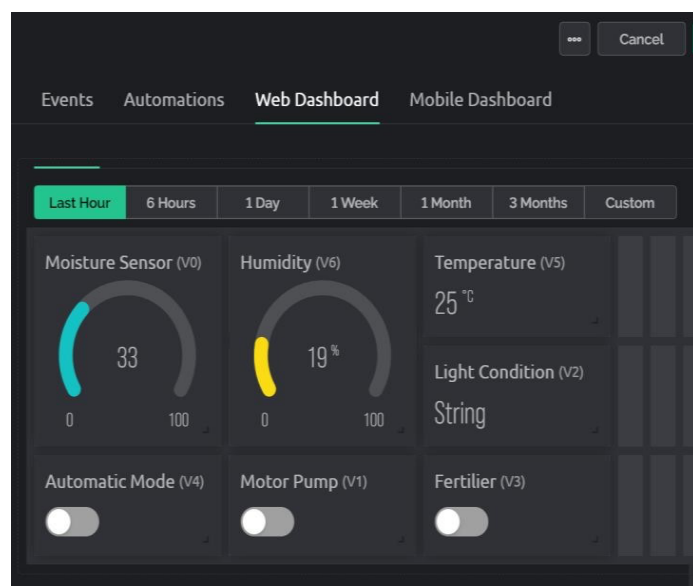 Cancel
Events Automations Web Dashboard Mobile Dashboard
Last Hour 6 Hours 1 Day 1 Week 1 Month 3 Months Custom
Moisture Sensor (V0) Humidity (V6) Temperature (V5)
25 °C
33 19 %
Light Condition (V2)
0 100 0 100 String
Automatic Mode (V4) Motor Pump (V1) Fertilier (V3)